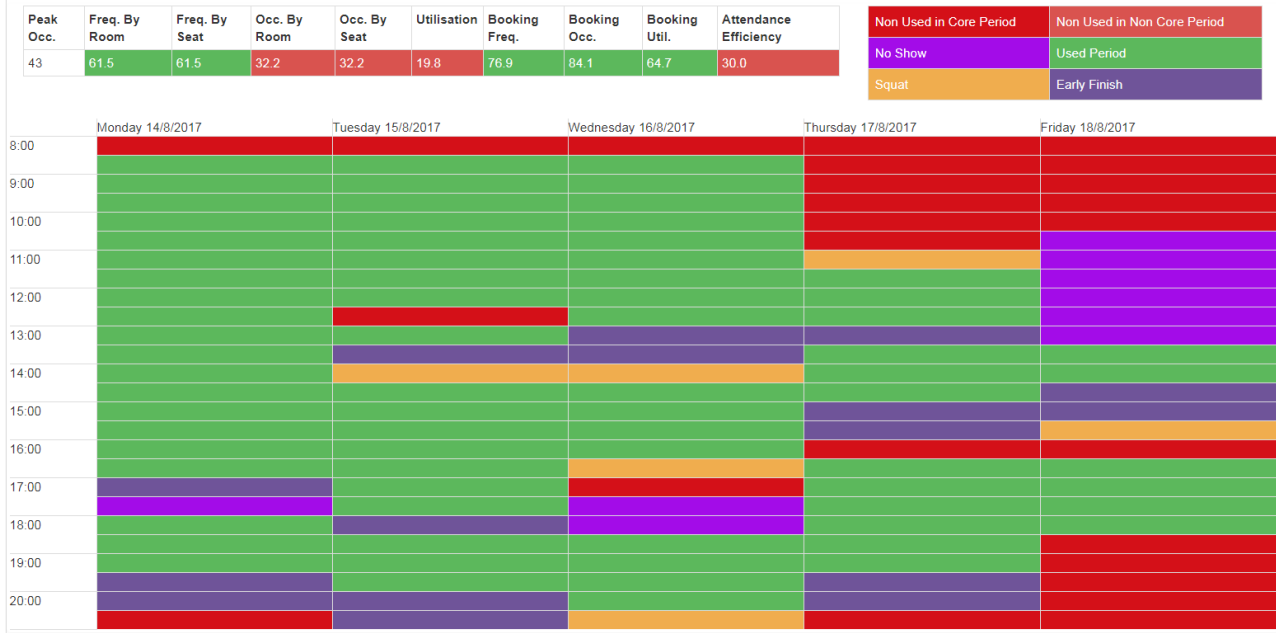 Peak Occ. Freq. By Room Freq. By Seat Occ. By Room Occ. By Seat Utilisation Booking Freq. Booking Occ. Booking Util. Attendance Efficiency
43 61.5 61.5 32.2 32.2 19.8 76.9 84.1 64.7 30.0
Non Used in Core Period Non Used in Non Core Period
No Show Used Period
Squat Early Finish
Monday 14/8/2017 Tuesday 15/8/2017 Wednesday 16/8/2017 Thursday 17/8/2017 Friday 18/8/2017
8:00
9:00
10:00
11:00
12:00
13:00
14:00
15:00
16:00
17:00
18:00
19:00
20:00